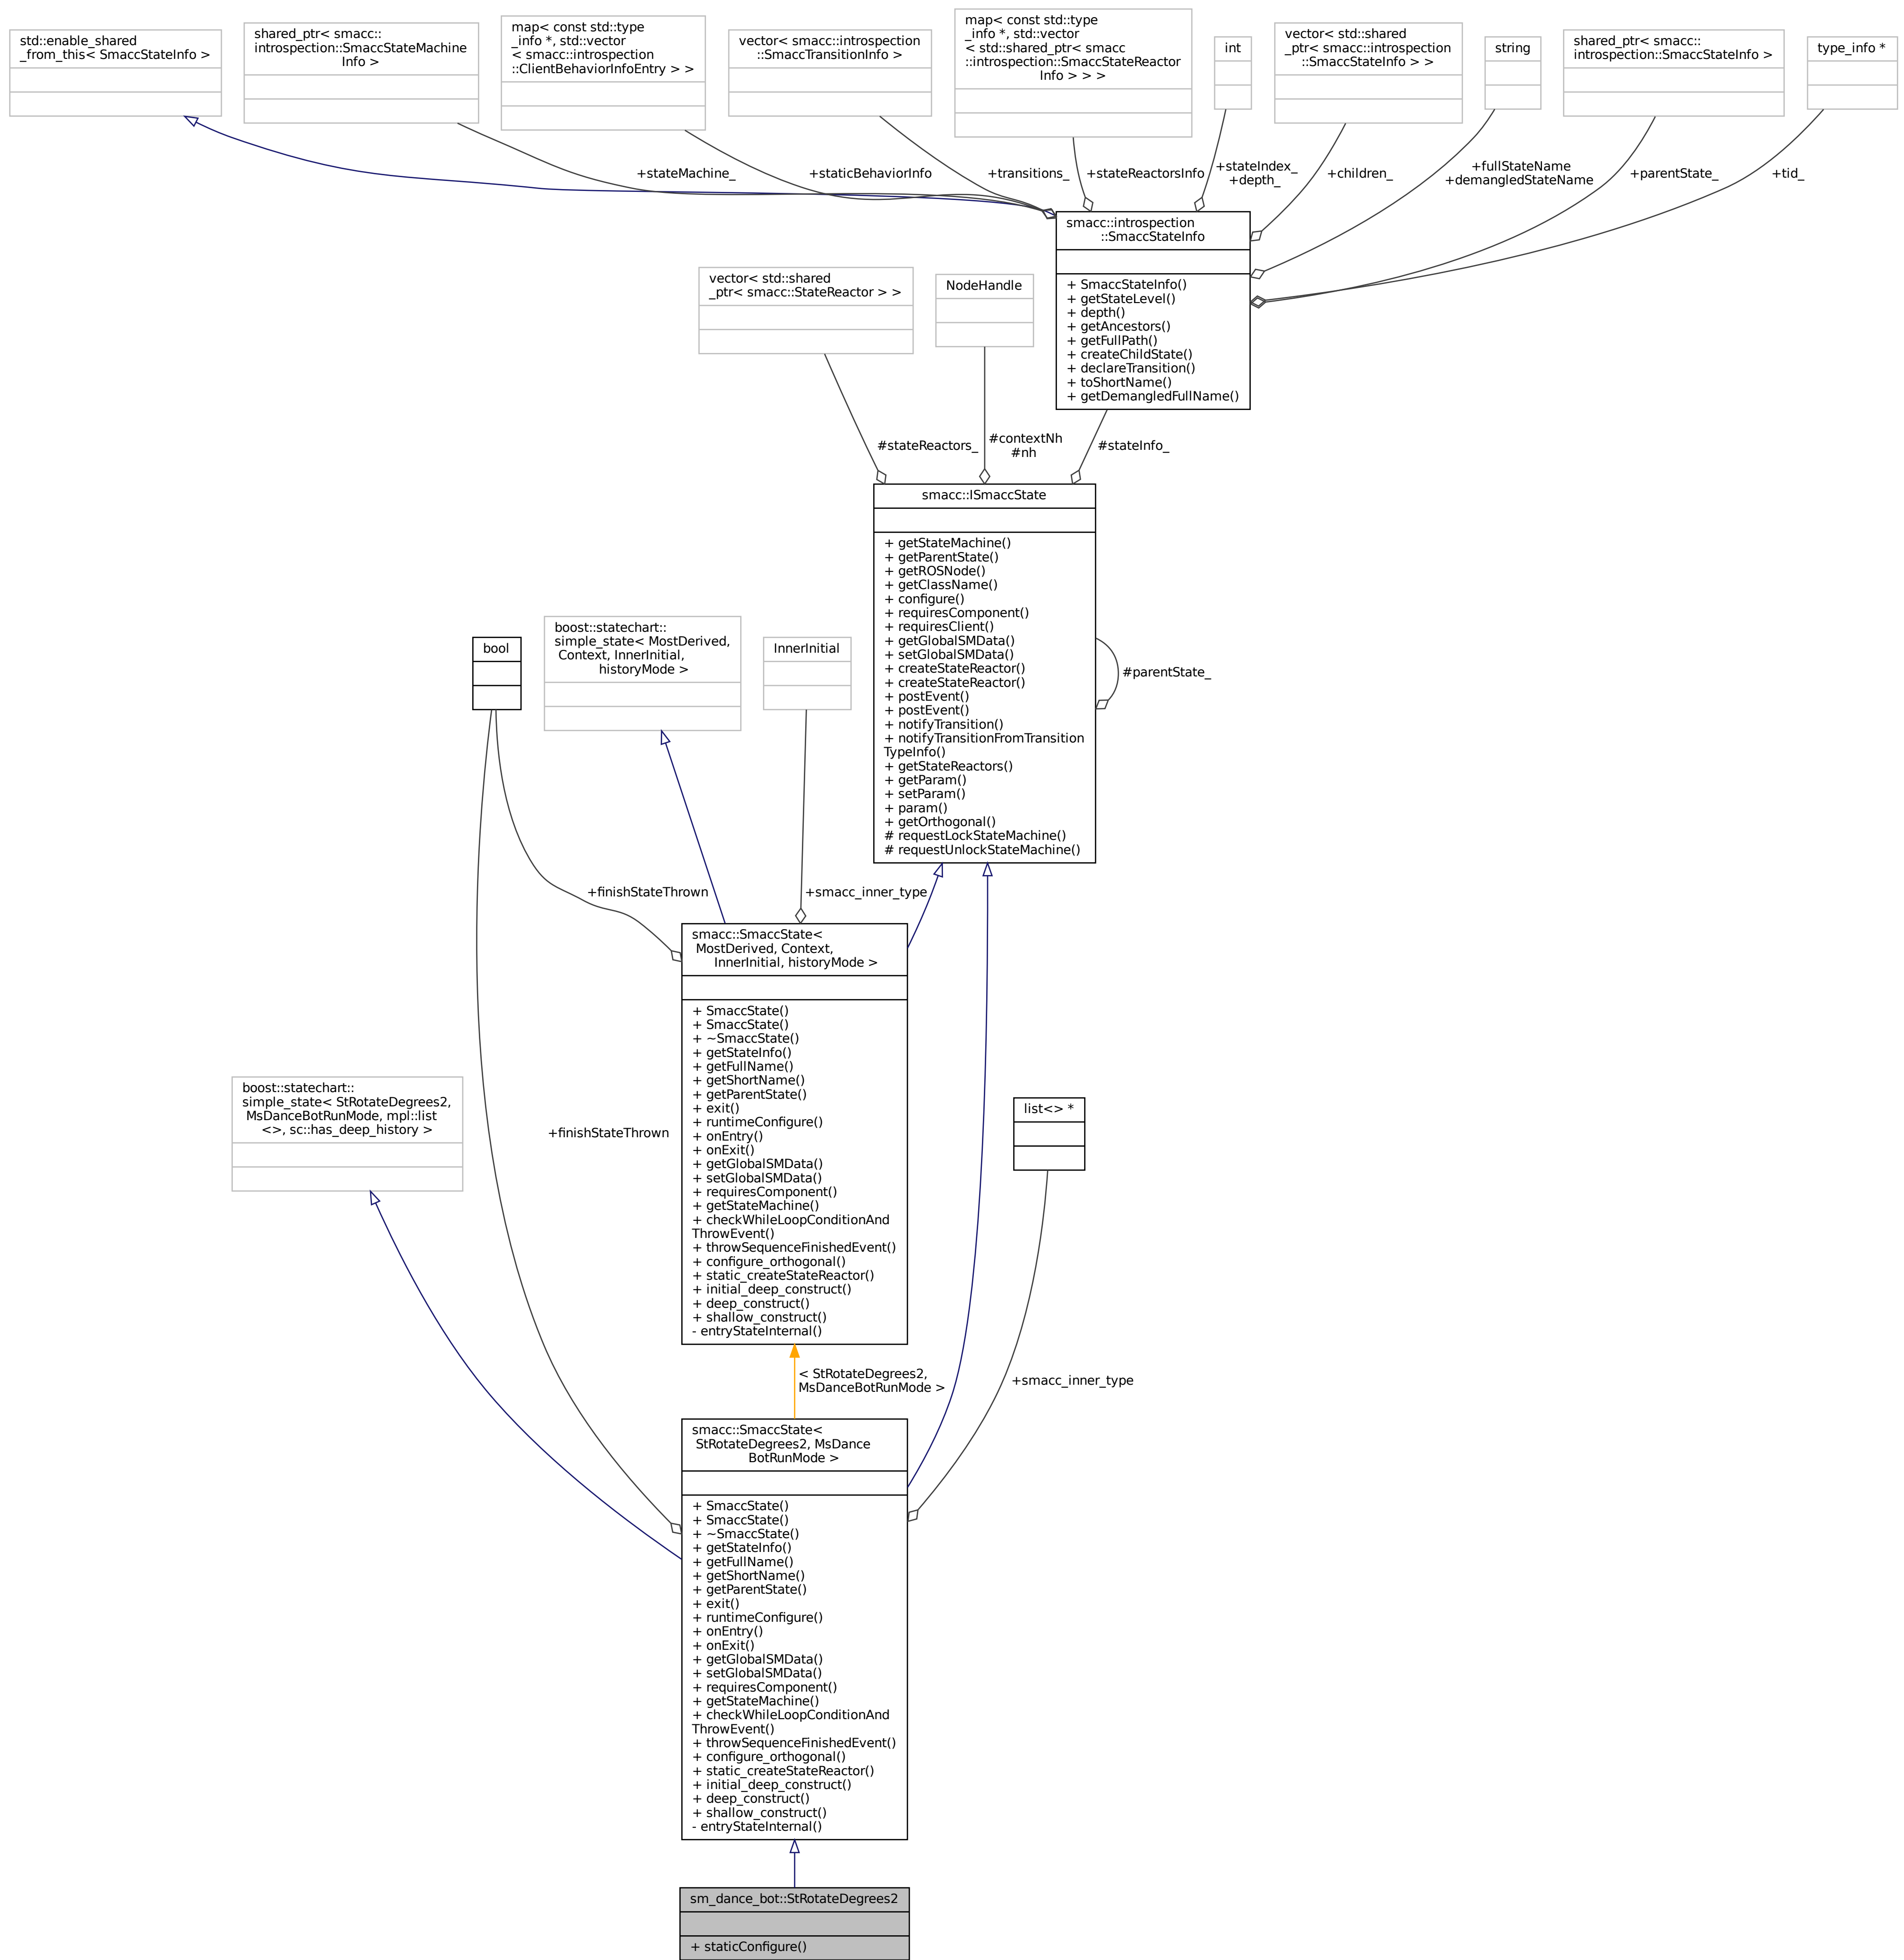 std::enable_shared
_from_this< SmaccStateInfo >
shared_ptr< smacc::
introspection::SmaccStateMachine
Info >
map< const std::type
_info *, std::vector
< smacc::introspection
::ClientBehaviorInfoEntry > >
vector< smacc::introspection
::SmaccTransitionInfo >
map< const std::type
_info *, std::vector
< std::shared_ptr< smacc
::introspection::SmaccStateReactor
Info > > >
int
vector< std::shared
_ptr< smacc::introspection
::SmaccStateInfo > >
string
shared_ptr< smacc::
introspection::SmaccStateInfo >
type_info *
+stateMachine_
+staticBehaviorInfo
+transitions_
+stateReactorsInfo
+stateIndex_
+depth_
+children_
+fullStateName
+demangledStateName
+parentState_
+tid_
smacc::introspection
::SmaccStateInfo
+ SmaccStateInfo()
+ getStateLevel()
+ depth()
+ getAncestors()
+ getFullPath()
+ createChildState()
+ declareTransition()
+ toShortName()
+ getDemangledFullName()
vector< std::shared
_ptr< smacc::StateReactor > >
NodeHandle
#stateReactors_
#contextNh
#nh
#stateInfo_
smacc::ISmaccState
+ getStateMachine()
+ getParentState()
+ getROSNode()
+ getClassName()
+ configure()
+ requiresComponent()
+ requiresClient()
+ getGlobalSMData()
+ setGlobalSMData()
+ createStateReactor()
+ createStateReactor()
+ postEvent()
+ postEvent()
+ notifyTransition()
+ notifyTransitionFromTransition
TypeInfo()
+ getStateReactors()
+ getParam()
+ setParam()
+ param()
+ getOrthogonal()
# requestLockStateMachine()
# requestUnlockStateMachine()
#parentState_
bool
boost::statechart::
simple_state< MostDerived,
Context, InnerInitial,
historyMode >
InnerInitial
+finishStateThrown
+smacc_inner_type
smacc::SmaccState<
MostDerived, Context,
InnerInitial, historyMode >
+ SmaccState()
+ SmaccState()
+ ~SmaccState()
+ getStateInfo()
+ getFullName()
+ getShortName()
+ getParentState()
+ exit()
+ runtimeConfigure()
+ onEntry()
+ onExit()
+ getGlobalSMData()
+ setGlobalSMData()
+ requiresComponent()
+ getStateMachine()
+ checkWhileLoopConditionAnd
ThrowEvent()
+ throwSequenceFinishedEvent()
+ configure_orthogonal()
+ static_createStateReactor()
+ initial_deep_construct()
+ deep_construct()
+ shallow_construct()
- entryStateInternal()
boost::statechart::
simple_state< StRotateDegrees2,
MsDanceBotRunMode, mpl::list
<>, sc::has_deep_history >
+finishStateThrown
list<> *
< StRotateDegrees2,
MsDanceBotRunMode >
+smacc_inner_type
smacc::SmaccState<
StRotateDegrees2, MsDance
BotRunMode >
+ SmaccState()
+ SmaccState()
+ ~SmaccState()
+ getStateInfo()
+ getFullName()
+ getShortName()
+ getParentState()
+ exit()
+ runtimeConfigure()
+ onEntry()
+ onExit()
+ getGlobalSMData()
+ setGlobalSMData()
+ requiresComponent()
+ getStateMachine()
+ checkWhileLoopConditionAnd
ThrowEvent()
+ throwSequenceFinishedEvent()
+ configure_orthogonal()
+ static_createStateReactor()
+ initial_deep_construct()
+ deep_construct()
+ shallow_construct()
- entryStateInternal()
sm_dance_bot::StRotateDegrees2
+ staticConfigure()